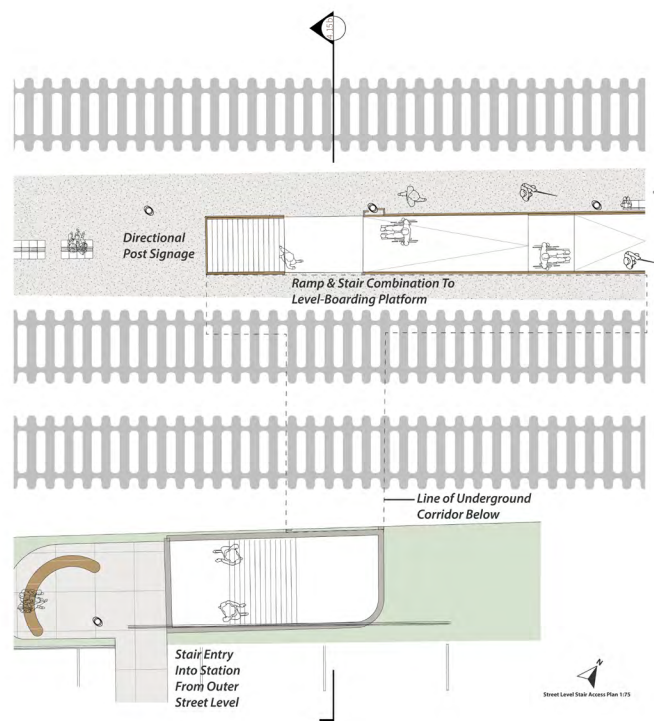 Directional
Post Signage
Ramp & Stair Combination To
Level-Boarding Platform
Line of Underground
Corridor Below
Stair Entry
Into Station
From Outer
Street Level
N
Street Level Stair Access Plan 1:75